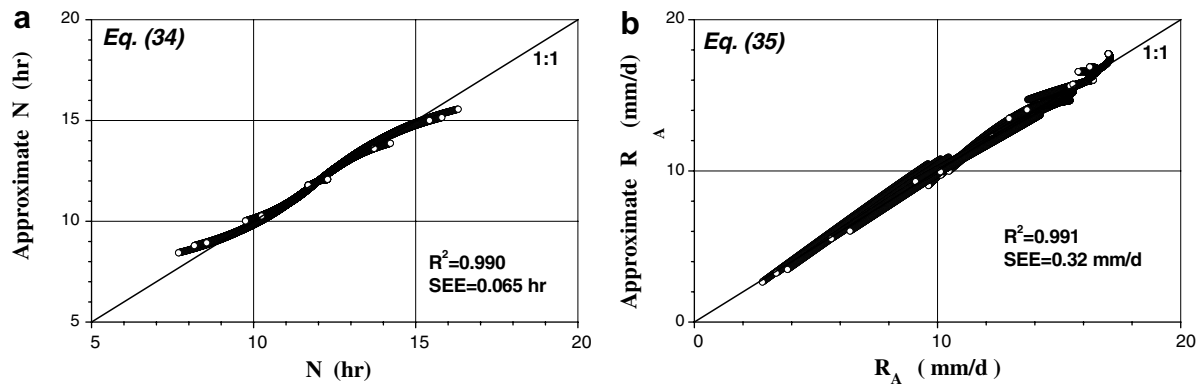 a
20
Eq. (34)
1:1
15
10
5
Approximate N (hr)
R²=0.990
SEE=0.065 hr
5 10 15 20
N (hr)
b
20
Eq. (35)
1:1
10
0
Approximate R_A (mm/d)
R²=0.991
SEE=0.32 mm/d
0 10 20
R_A ( mm/d )